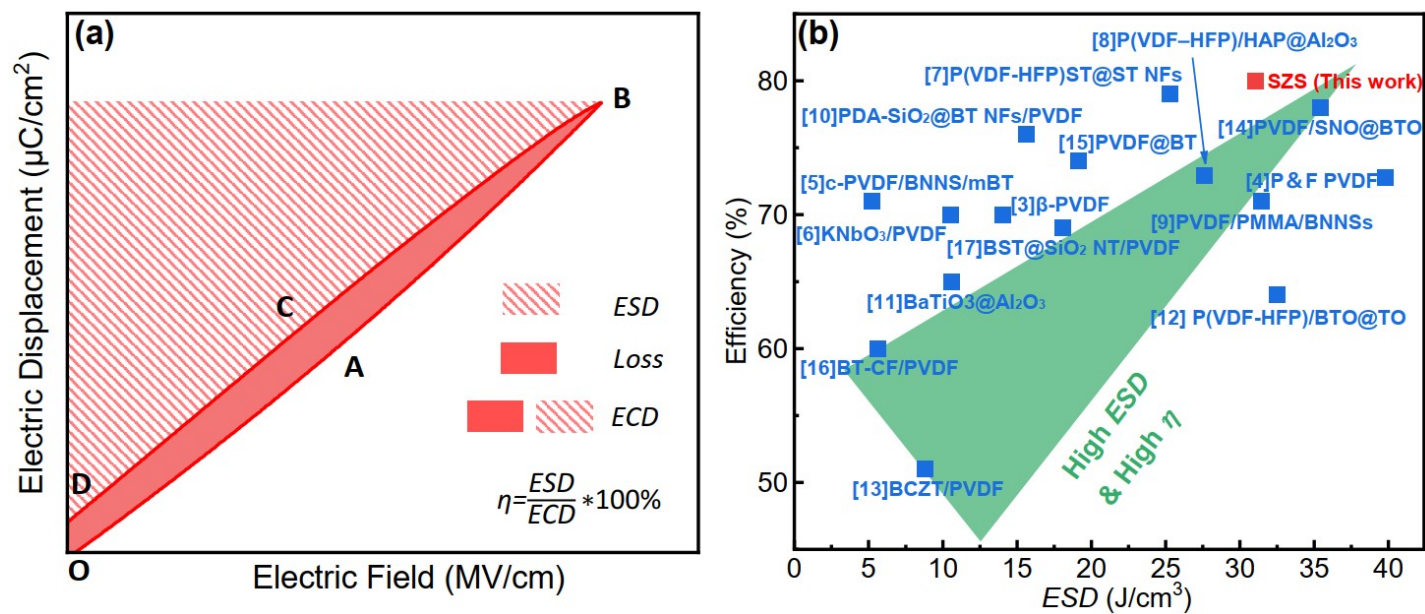 (a)
Electric Displacement (μC/cm²)
B
C
A
D
O
ESD
Loss
ECD
η=ESD/ECD*100%
Electric Field (MV/cm)
(b)
Efficiency (%)
80
70
60
50
[8]P(VDF–HFP)/HAP@Al₂O₃
[7]P(VDF-HFP)ST@ST NFs
SZS (This work)
[10]PDA-SiO₂@BT NFs/PVDF
[14]PVDF/SNO@BTO
[15]PVDF@BT
[5]c-PVDF/BNNS/mBT
[4]P&F PVDF
[3]β-PVDF
[9]PVDF/PMMA/BNNSs
[6]KNbO₃/PVDF
[17]BST@SiO₂ NT/PVDF
[11]BaTiO3@Al₂O₃
[12] P(VDF-HFP)/BTO@TO
[16]BT-CF/PVDF
[13]BCZT/PVDF
High ESD
& High η
0 5 10 15 20 25 30 35 40
ESD (J/cm³)